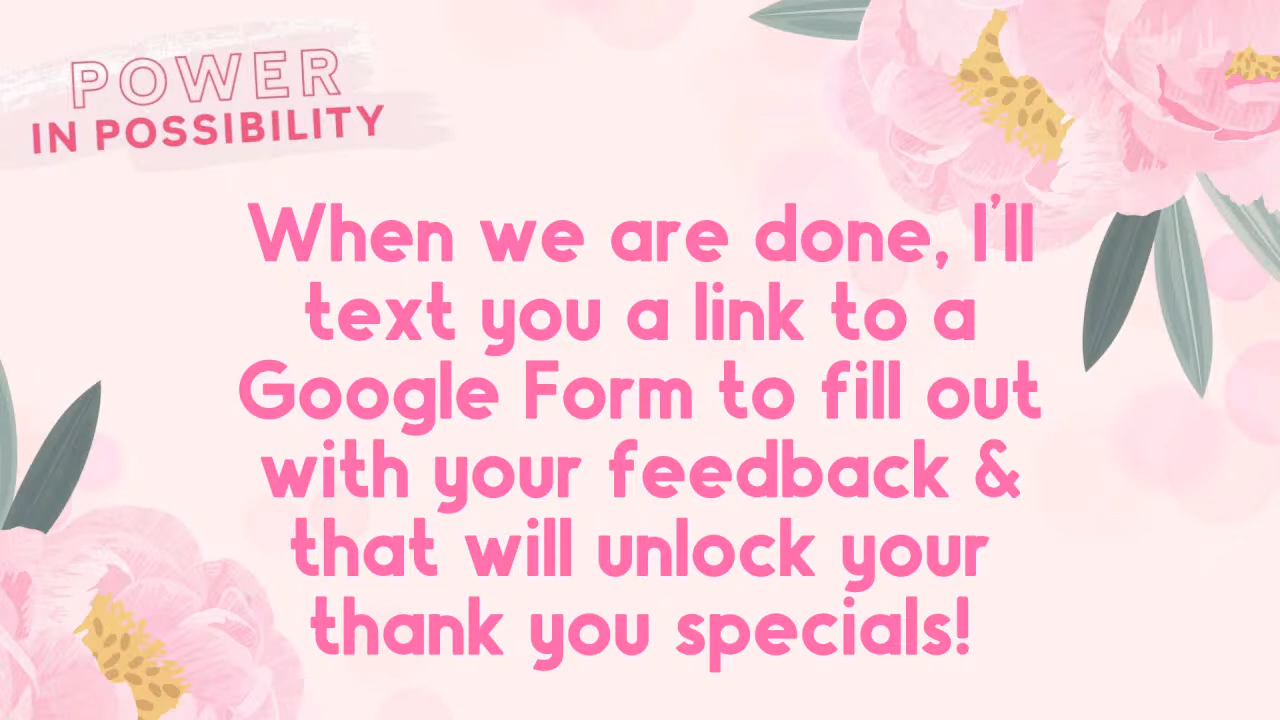 POWER
IN POSSIBILITY
When we are done, I'll
text you a link to a
Google Form to fill out
with your feedback &
that will unlock your
thank you specials!